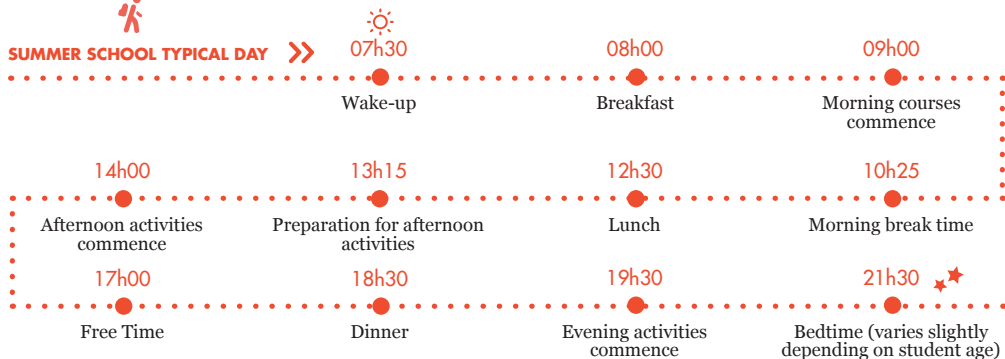 SUMMER SCHOOL TYPICAL DAY
07h30
Wake-up
08h00
Breakfast
09h00
Morning courses
commence
10h25
Morning break time
12h30
Lunch
13h15
Preparation for afternoon
activities
14h00
Afternoon activities
commence
17h00
Free Time
18h30
Dinner
19h30
Evening activities
commence
21h30
Bedtime (varies slightly
depending on student age)